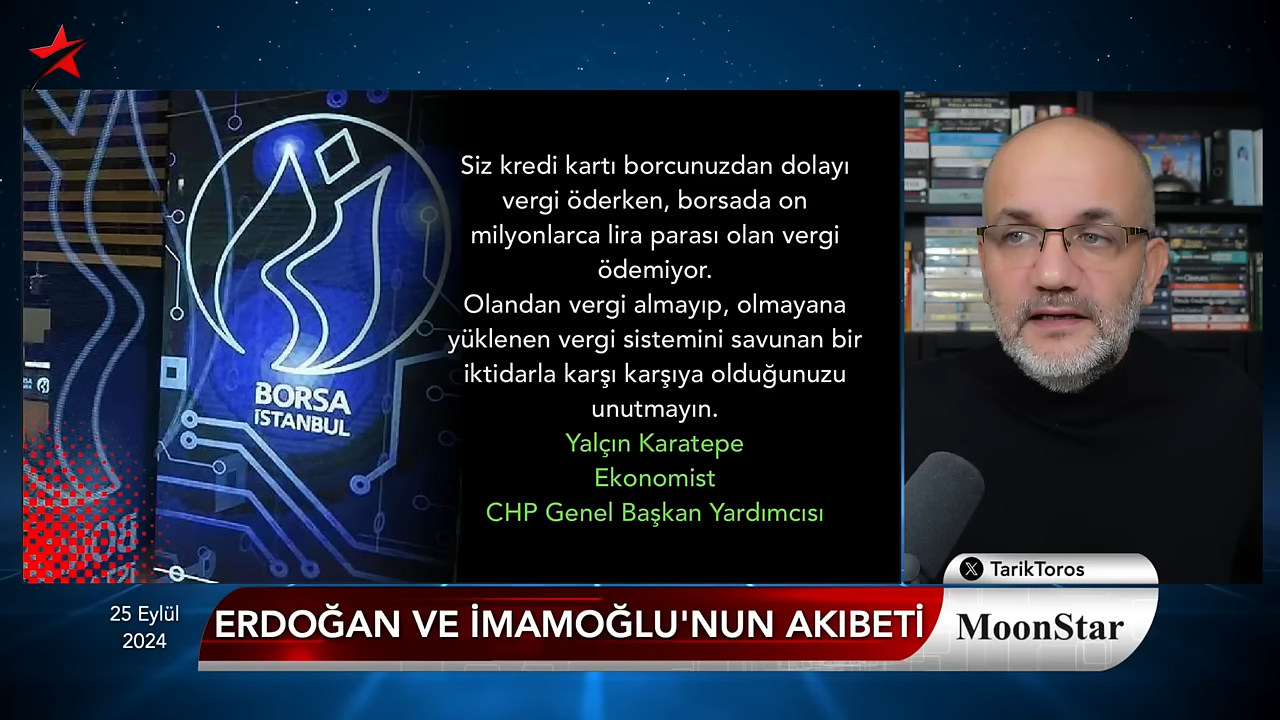 BORSA
İSTANBUL
Siz kredi kartı borcunuzdan dolayı
vergi öderken, borsada on
milyonlarca lira parası olan vergi
ödemiyor.
Olandan vergi almayıp, olmayana
yüklenen vergi sistemini savunan bir
iktidarla karşı karşıya olduğunuzu
unutmayın.
Yalçın Karatepe
Ekonomist
CHP Genel Başkan Yardımcısı
TarikToros
25 Eylül
2024
ERDOĞAN VE İMAMOĞLU'NUN AKIBETİ
MoonStar